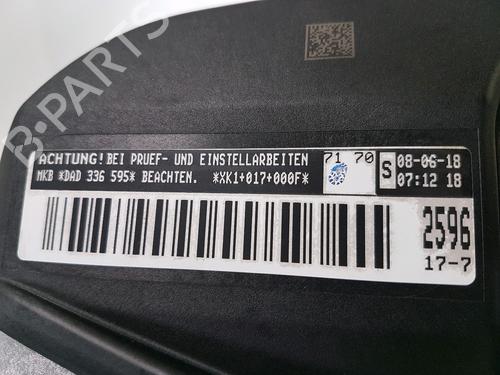 B-PARTS
ACHTUNG! BEI PRUEF- UND EINSTELLARBEITEN
MKB *DAD 336 595* BEACHTEN. *XK1+017+000F*
71 70
S
08-06-18
07:12 18
2596
17-7